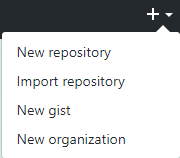 New repository
Import repository
New gist
New organization